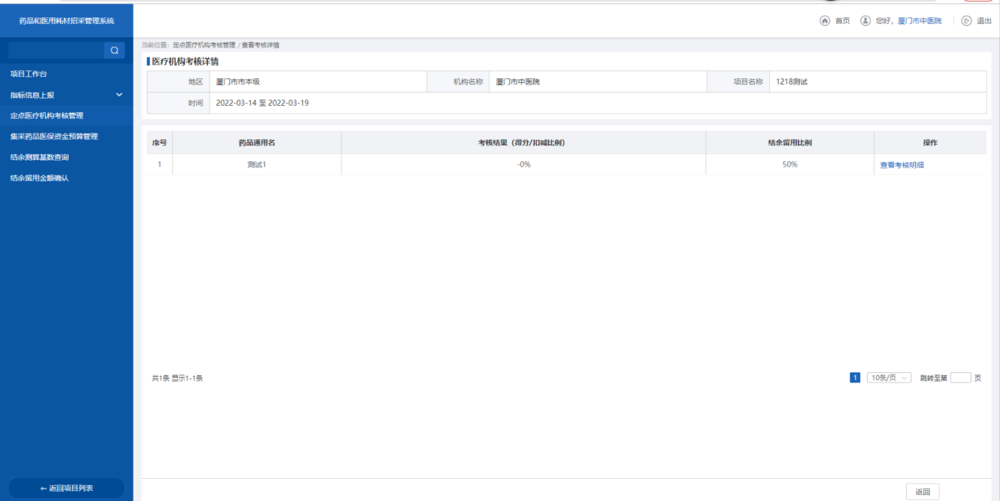 药品和医用耗材招采管理系统
首页 您好, 厦门市中医院 退出
当前位置: 定点医疗机构考核管理 / 查看考核详情
医疗机构考核详情
地区 厦门市市本级 机构名称 厦门市中医院 项目名称 1218测试
时间 2022-03-14 至 2022-03-19
项目工作台
指标信息上报
定点医疗机构考核管理
集采药品医保资金预算管理
结余测算基数查询
结余留用金额确认
序号 药品通用名 考核结果（得分/扣减比例） 结余留用比例 操作
1 测试1 -0% 50% 查看考核明细
共1条 显示1-1条 1 10条/页 跳转至第 页
←返回项目列表
返回